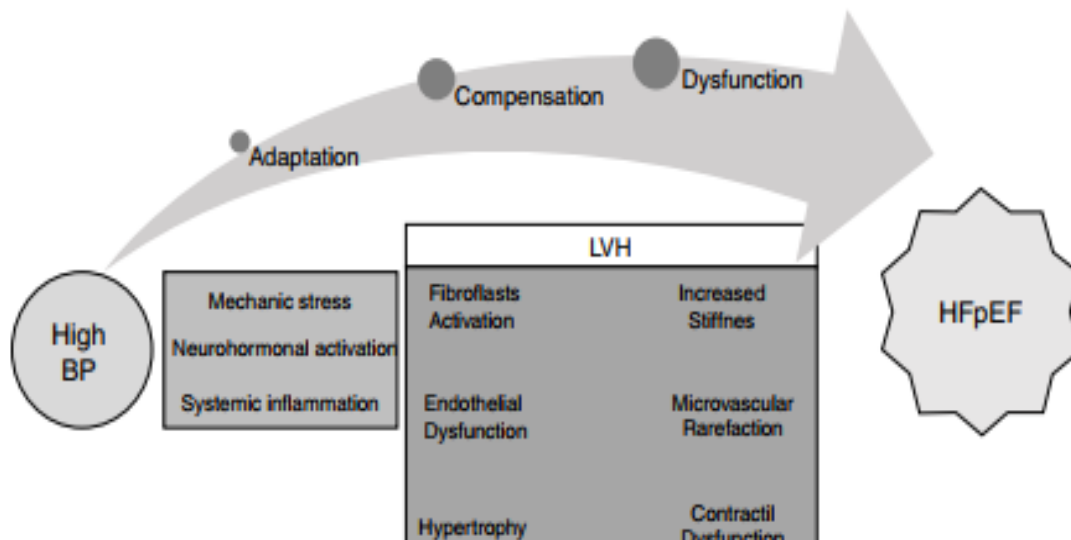 Dysfunction
Compensation
Adaptation
LVH
High
BP
Mechanic stress
Neurohormonal activation
Systemic inflammation
Fibroflasts
Activation
Increased
Stiffnes
Endothelial
Dysfunction
Microvascular
Rarefaction
Hypertrophy
Contractil
Dysfunction
HFpEF